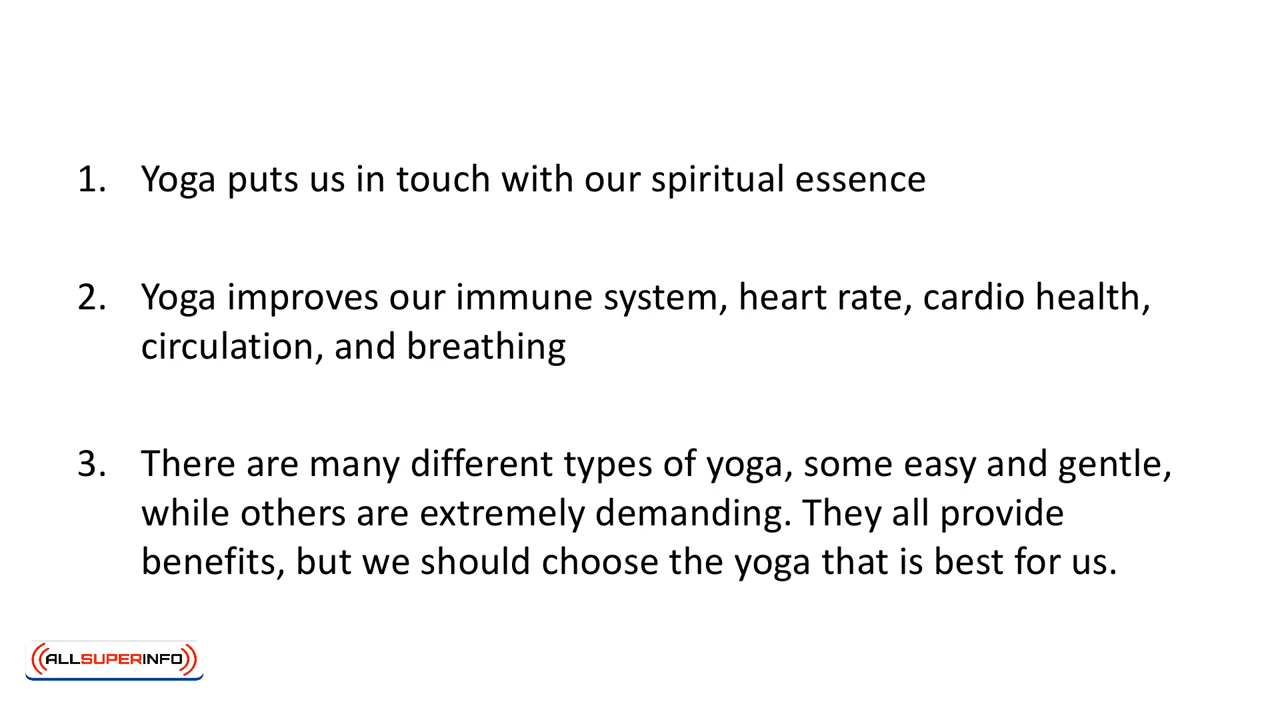 1. Yoga puts us in touch with our spiritual essence
2. Yoga improves our immune system, heart rate, cardio health,
circulation, and breathing
3. There are many different types of yoga, some easy and gentle,
while others are extremely demanding. They all provide
benefits, but we should choose the yoga that is best for us.
ALLSUPERINFO